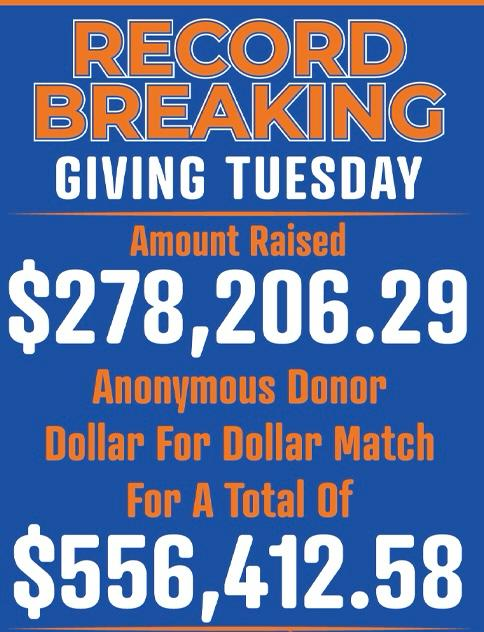 RECORD
BREAKING
GIVING TUESDAY
Amount Raised
$278,206.29
Anonymous Donor
Dollar For Dollar Match
For A Total Of
$556,412.58